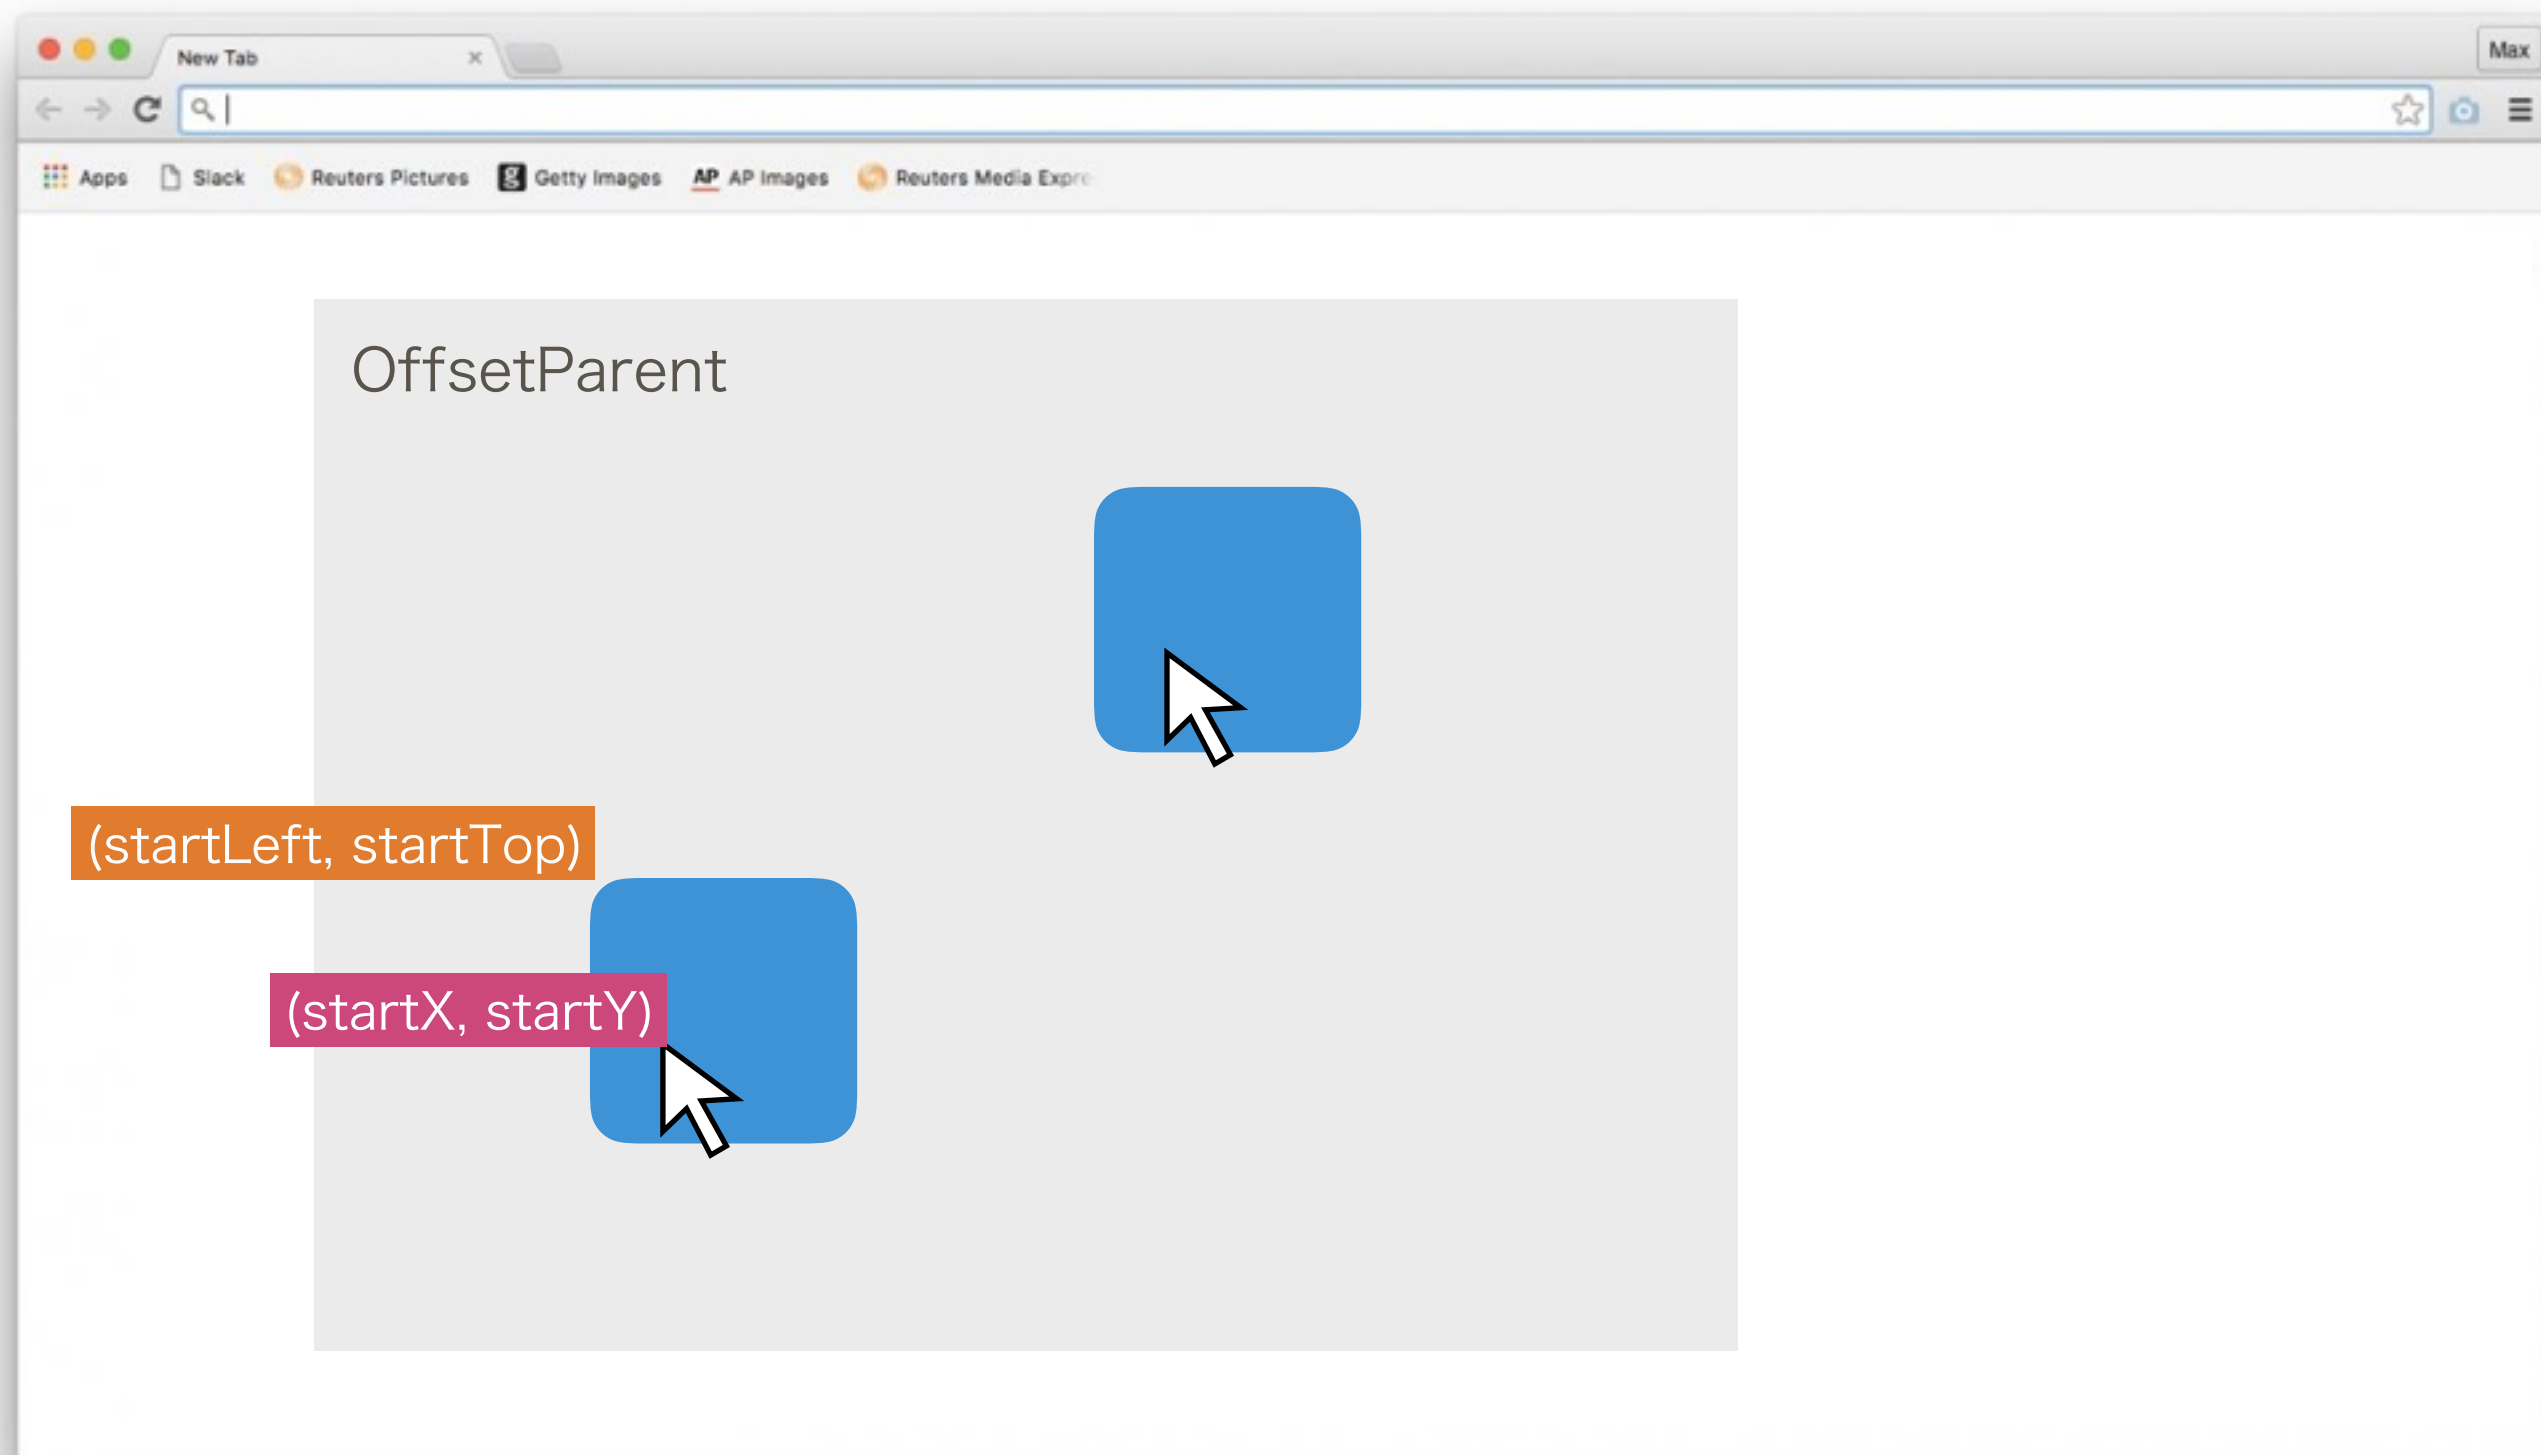 New Tab
Max
Apps Slack Reuters Pictures Getty Images AP AP Images Reuters Media Expre
OffsetParent
(startLeft, startTop)
(startX, startY)